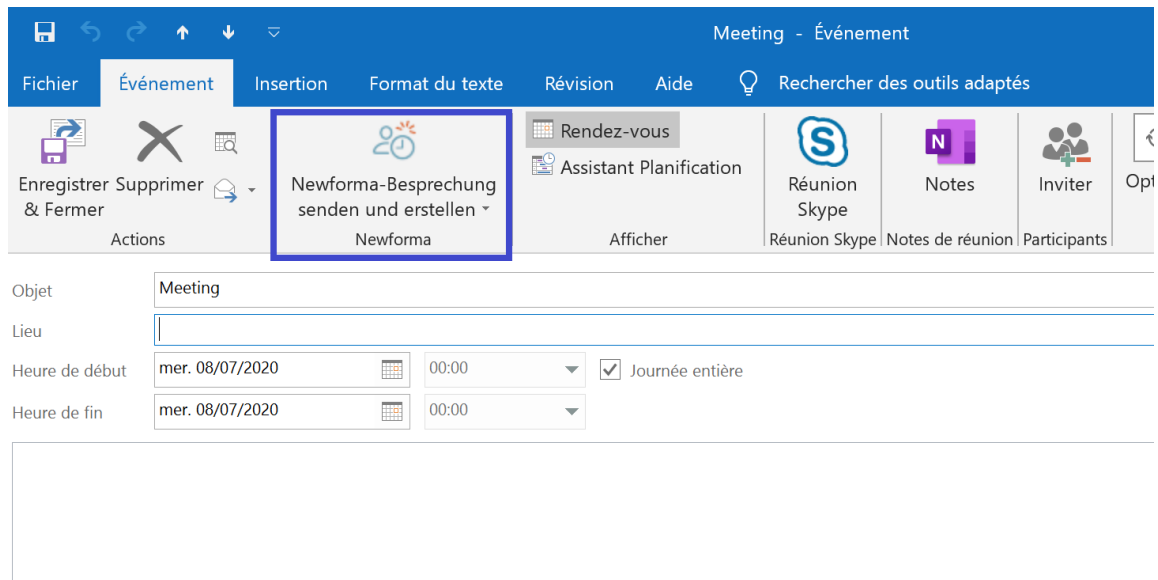 Meeting - Événement
Fichier Événement Insertion Format du texte Révision Aide Rechercher des outils adaptés
Enregistrer & Fermer
Supprimer
Actions
Newforma-Besprechung
senden und erstellen
Newforma
Rendez-vous
Assistant Planification
Afficher
Réunion
Skype
Réunion Skype
N
Notes
Notes de réunion
Inviter
Participants
Objet Meeting
Lieu
Heure de début mer. 08/07/2020 00:00 Journée entière
Heure de fin mer. 08/07/2020 00:00